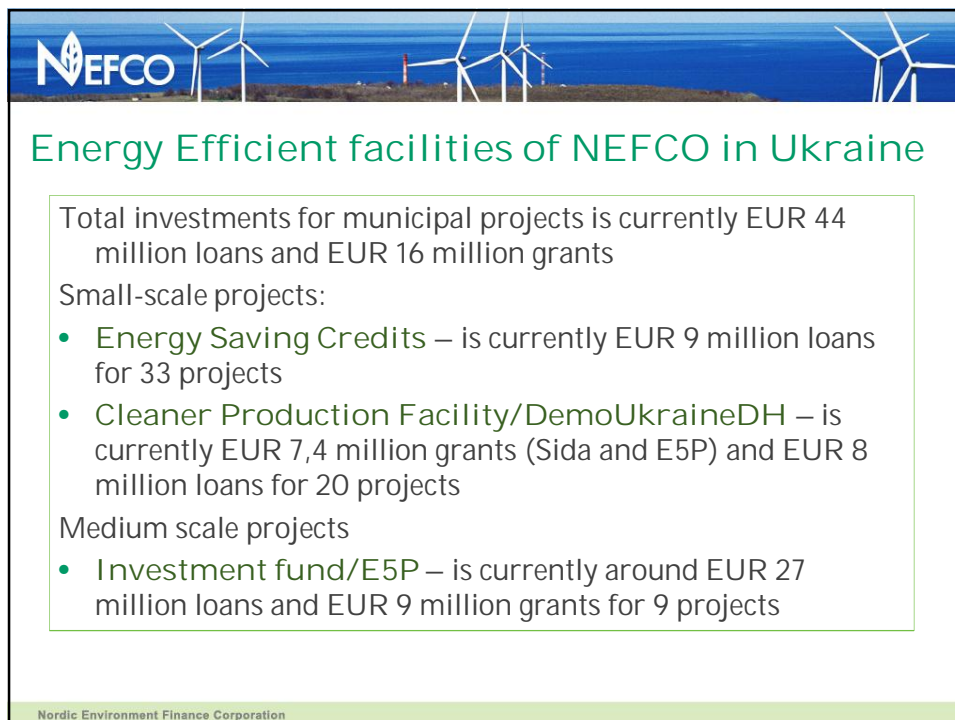 NEFCO
Energy Efficient facilities of NEFCO in Ukraine
Total investments for municipal projects is currently EUR 44
million loans and EUR 16 million grants
Small-scale projects:
• Energy Saving Credits – is currently EUR 9 million loans
for 33 projects
• Cleaner Production Facility/DemoUkraineDH – is
currently EUR 7,4 million grants (Sida and E5P) and EUR 8
million loans for 20 projects
Medium scale projects
• Investment fund/E5P – is currently around EUR 27
million loans and EUR 9 million grants for 9 projects
Nordic Environment Finance Corporation